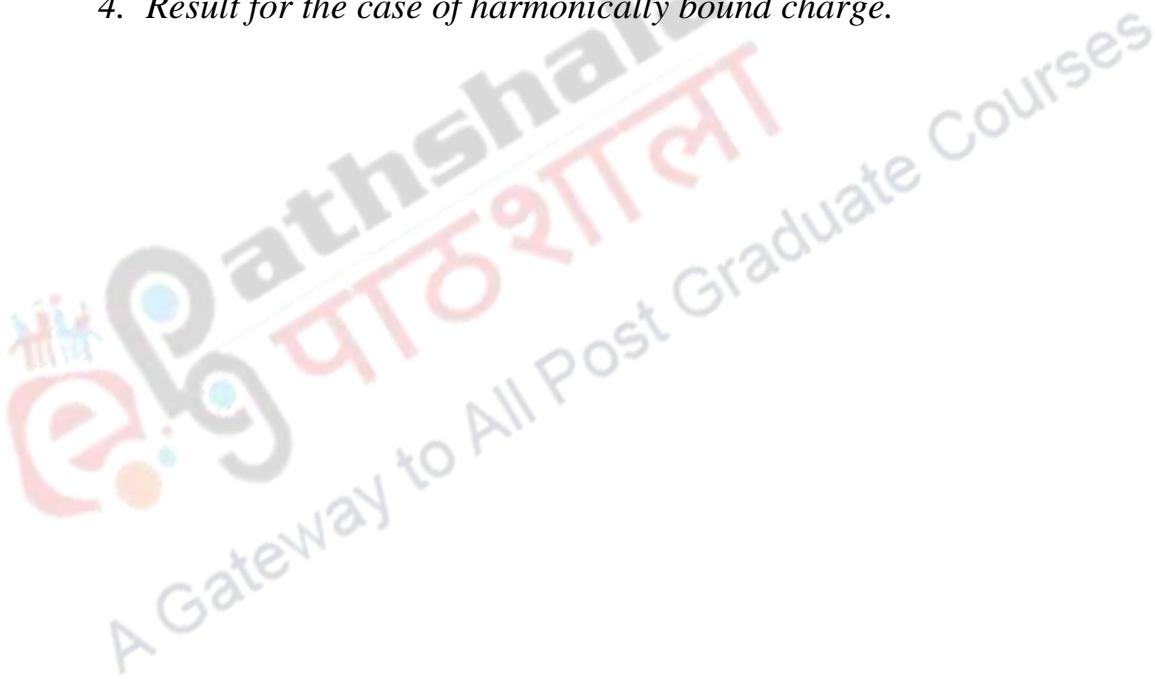 4. Result for the case of harmonically bound charge.
Pathshala
पाठशाला
A Gateway to All Post Graduate Courses